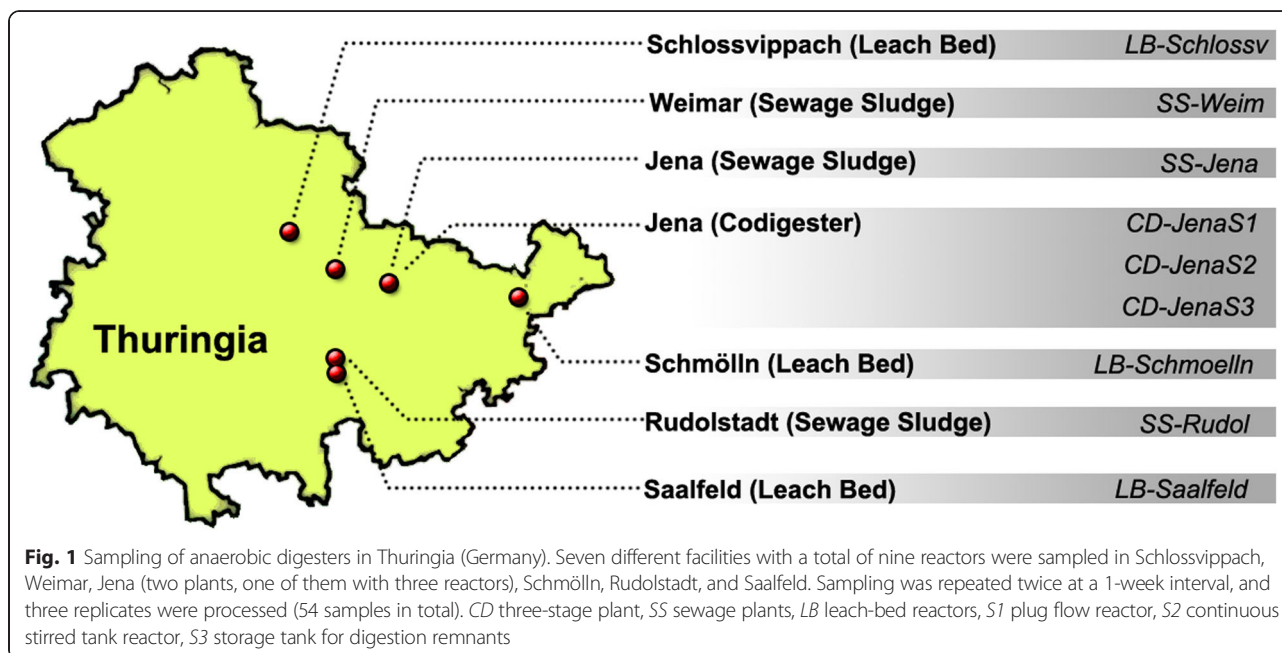 Schlossvippach (Leach Bed) LB-Schlossv
Weimar (Sewage Sludge) SS-Weim
Jena (Sewage Sludge) SS-Jena
Jena (Codigester) CD-JenaS1
CD-JenaS2
CD-JenaS3
Thuringia
Schmölln (Leach Bed) LB-Schmoelln
Rudolstadt (Sewage Sludge) SS-Rudol
Saalfeld (Leach Bed) LB-Saalfeld
Fig. 1 Sampling of anaerobic digesters in Thuringia (Germany). Seven different facilities with a total of nine reactors were sampled in Schlossvippach,
Weimar, Jena (two plants, one of them with three reactors), Schmölln, Rudolstadt, and Saalfeld. Sampling was repeated twice at a 1-week interval, and
three replicates were processed (54 samples in total). CD three-stage plant, SS sewage plants, LB leach-bed reactors, S1 plug flow reactor, S2 continuous
stirred tank reactor, S3 storage tank for digestion remnants